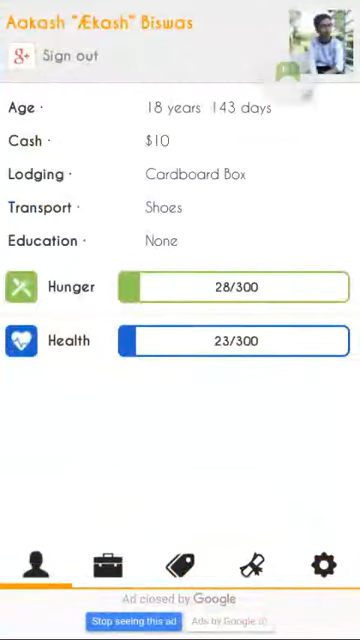 Aakash "Ækash" Biswas
g+ Sign out
Age · 18 years 143 days
Cash · $10
Lodging · Cardboard Box
Transport · Shoes
Education · None
Hunger 28/300
Health 23/300
Ad closed by Google
Stop seeing this ad Ads by Google